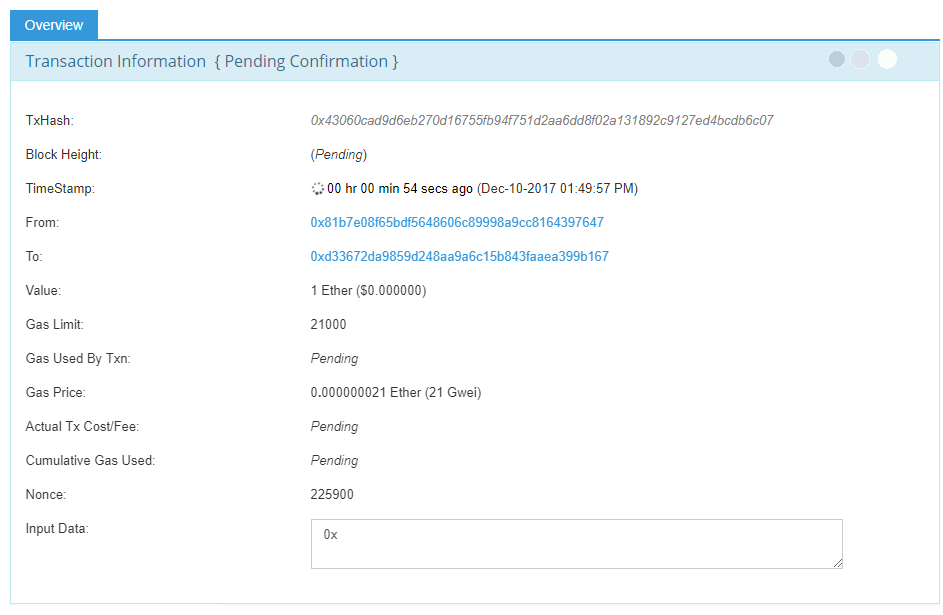 Overview
Transaction Information { Pending Confirmation }
TxHash: 0x43060cad9d6eb270d16755fb94f751d2aa6dd8f02a131892c9127ed4bcdb6c07
Block Height: (Pending)
TimeStamp: 00 hr 00 min 54 secs ago (Dec-10-2017 01:49:57 PM)
From: 0x81b7e08f65bdf5648606c89998a9cc8164397647
To: 0xd33672da9859d248aa9a6c15b843faaea399b167
Value: 1 Ether ($0.000000)
Gas Limit: 21000
Gas Used By Txn: Pending
Gas Price: 0.000000021 Ether (21 Gwei)
Actual Tx Cost/Fee: Pending
Cumulative Gas Used: Pending
Nonce: 225900
Input Data: 0x